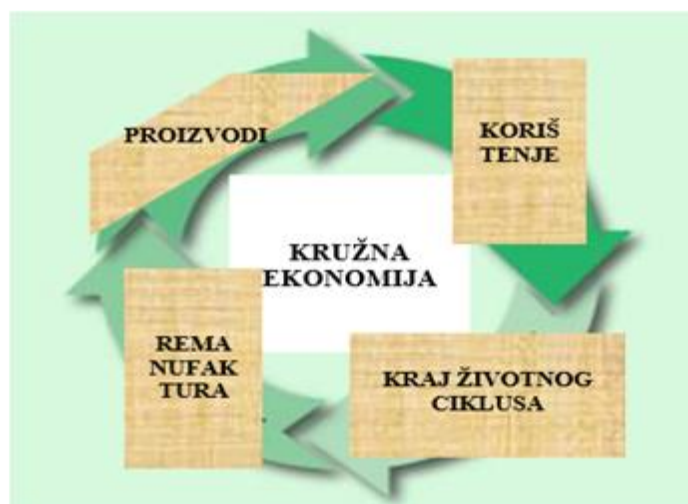 PROIZVODI
KORIŠ
TENJE
KRUŽNA
EKONOMIJA
REMA
NUFAK
TURA
KRAJ ŽIVOTNOG
CIKLUSA